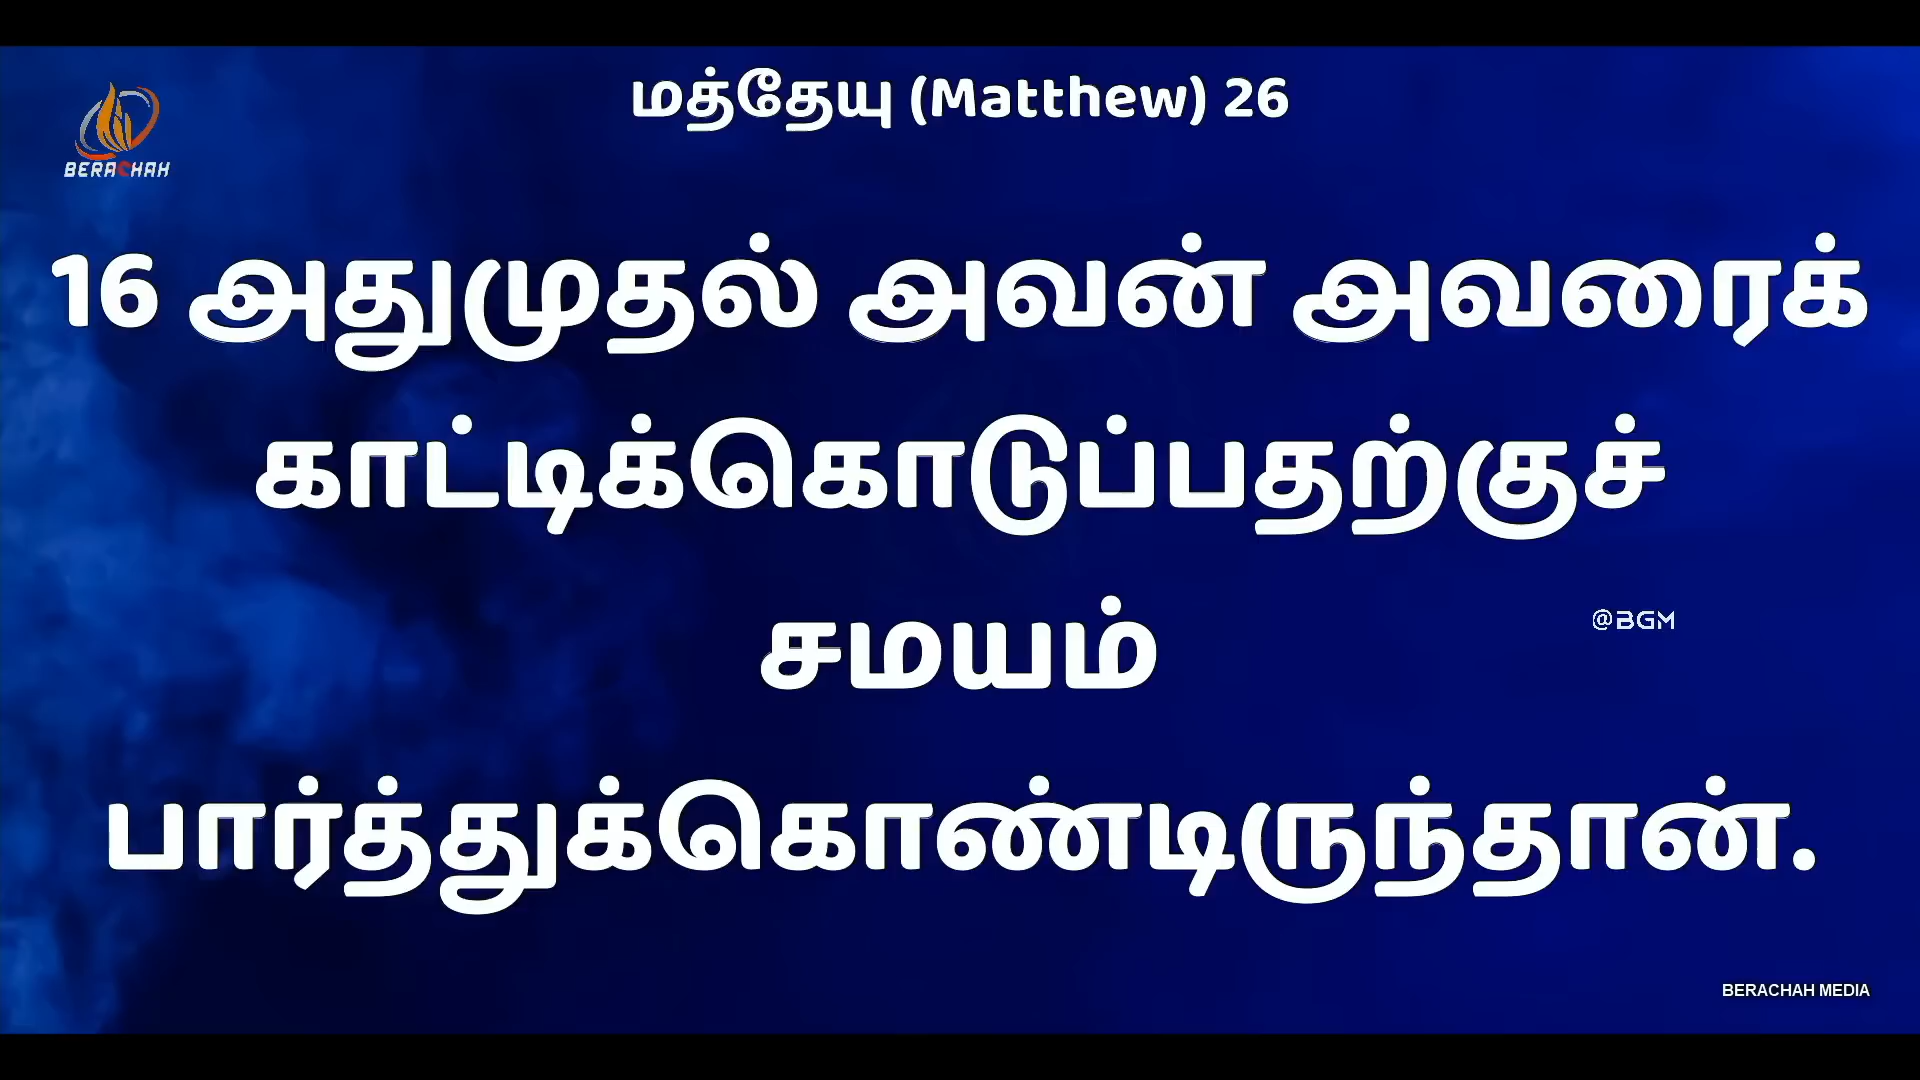 மத்தேயு (Matthew) 26
BERACHAH
16 அதுமுதல் அவன் அவரைக்
காட்டிக்கொடுப்பதற்குச்
சமயம்
@BGM
பார்த்துக்கொண்டிருந்தான்.
BERACHAH MEDIA